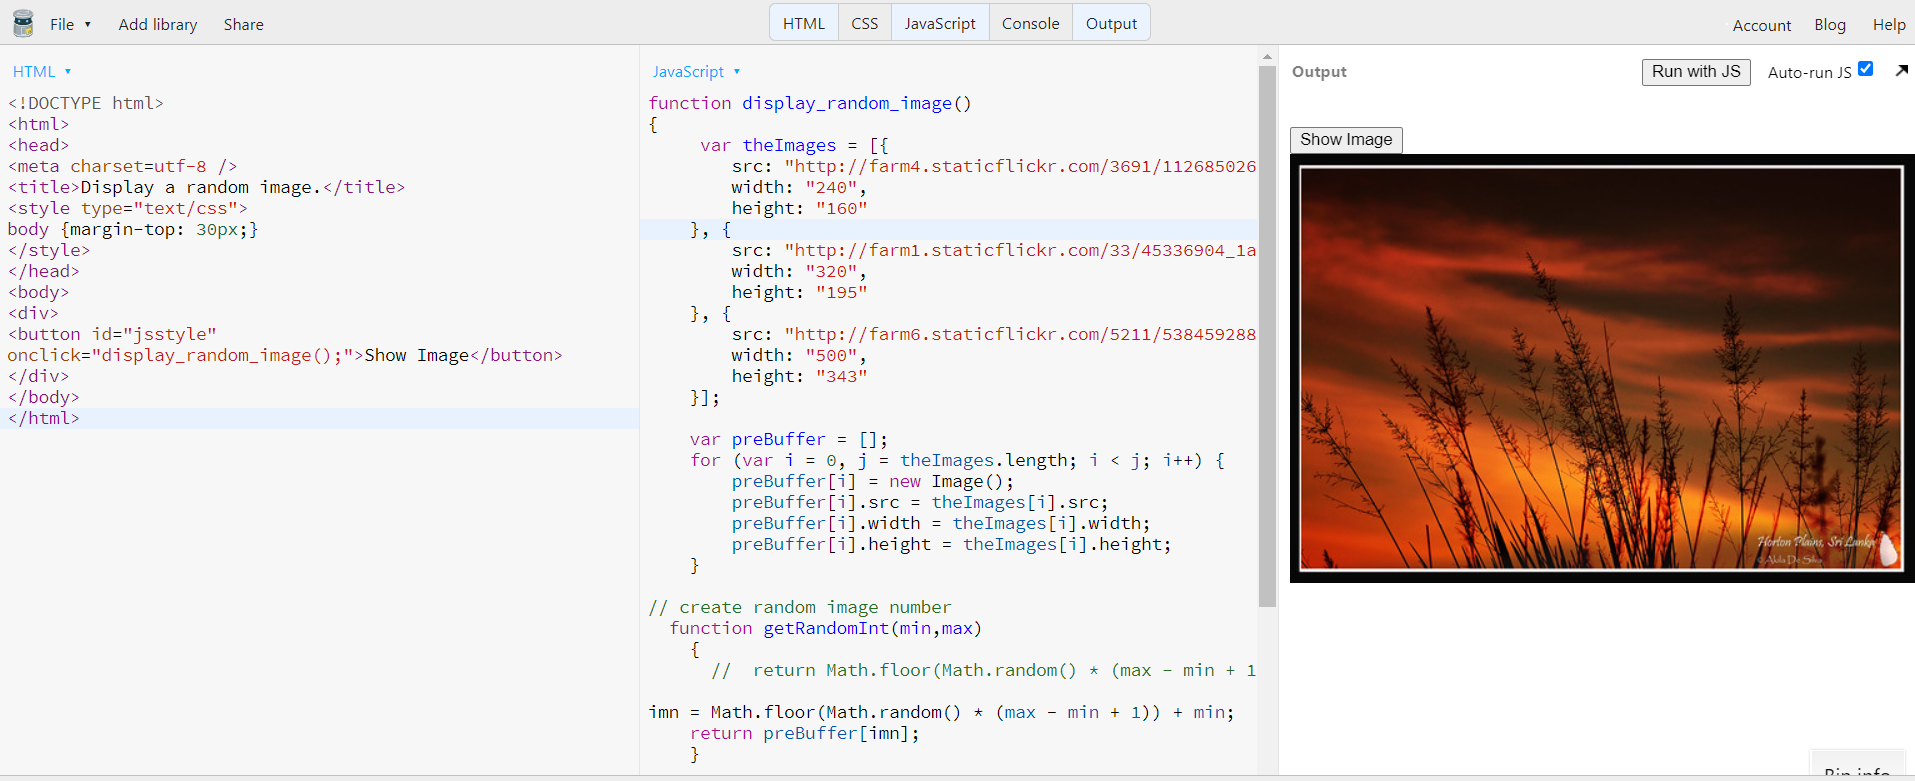 File ▾ Add library Share HTML CSS JavaScript Console Output Account Blog Help
HTML ▾
<!DOCTYPE html>
<html>
<head>
<meta charset=utf-8 />
<title>Display a random image.</title>
<style type="text/css">
body {margin-top: 30px;}
</style>
</head>
<body>
<div>
<button id="jsstyle"
onclick="display_random_image();">Show Image</button>
</div>
</body>
</html>
JavaScript ▾
function display_random_image()
{
var theImages = [{
src: "http://farm4.staticflickr.com/3691/112685026
width: "240",
height: "160"
}, {
src: "http://farm1.staticflickr.com/33/45336904_1a
width: "320",
height: "195"
}, {
src: "http://farm6.staticflickr.com/5211/538459288
width: "500",
height: "343"
}];
var preBuffer = [];
for (var i = 0, j = theImages.length; i < j; i++) {
preBuffer[i] = new Image();
preBuffer[i].src = theImages[i].src;
preBuffer[i].width = theImages[i].width;
preBuffer[i].height = theImages[i].height;
}
// create random image number
function getRandomInt(min,max)
{
// return Math.floor(Math.random() * (max - min + 1
imn = Math.floor(Math.random() * (max - min + 1)) + min;
return preBuffer[imn];
}
Output Run with JS Auto-run JS
Show Image
Horton Plains, Sri Lanka
© Alula De Silva
Bin info